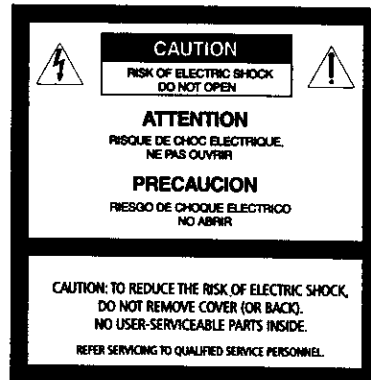 CAUTION
RISK OF ELECTRIC SHOCK
DO NOT OPEN
ATTENTION
RISQUE DE CHOC ELECTRIQUE,
NE PAS OUVRIR
PRECAUCION
RIESGO DE CHOQUE ELECTRICO
NO ABRIR
CAUTION: TO REDUCE THE RISK OF ELECTRIC SHOCK,
DO NOT REMOVE COVER (OR BACK).
NO USER-SERVICEABLE PARTS INSIDE.
REFER SERVICING TO QUALIFIED SERVICE PERSONNEL.